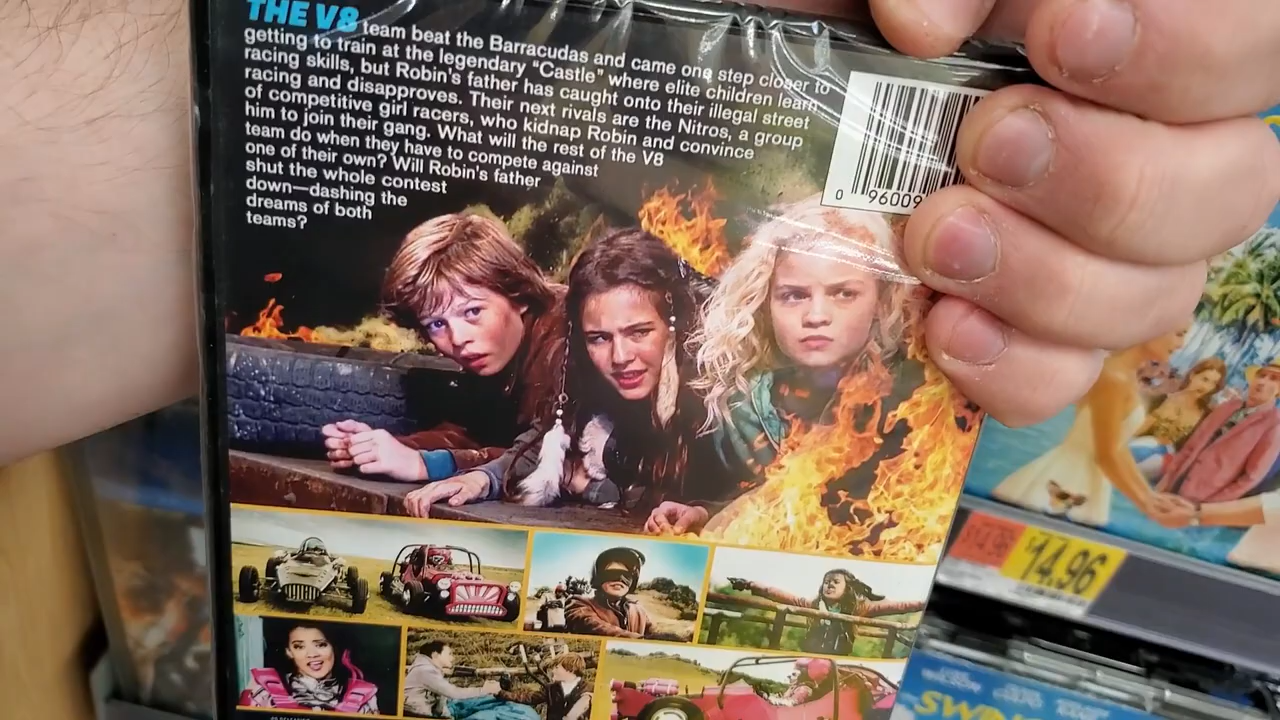 THE V8 team beat the Barracudas and came one step closer to
getting to train at the legendary "Castle" where elite children learn
racing skills, but Robin's father has caught onto their illegal street
racing and disapproves. Their next rivals are the Nitros, a group
of competitive girl racers, who kidnap Robin and convince
him to join their gang. What will the rest of the V8
team do when they have to compete against
one of their own? Will Robin's father
shut the whole contest
down—dashing the
dreams of both
teams?
0 96009
14.96